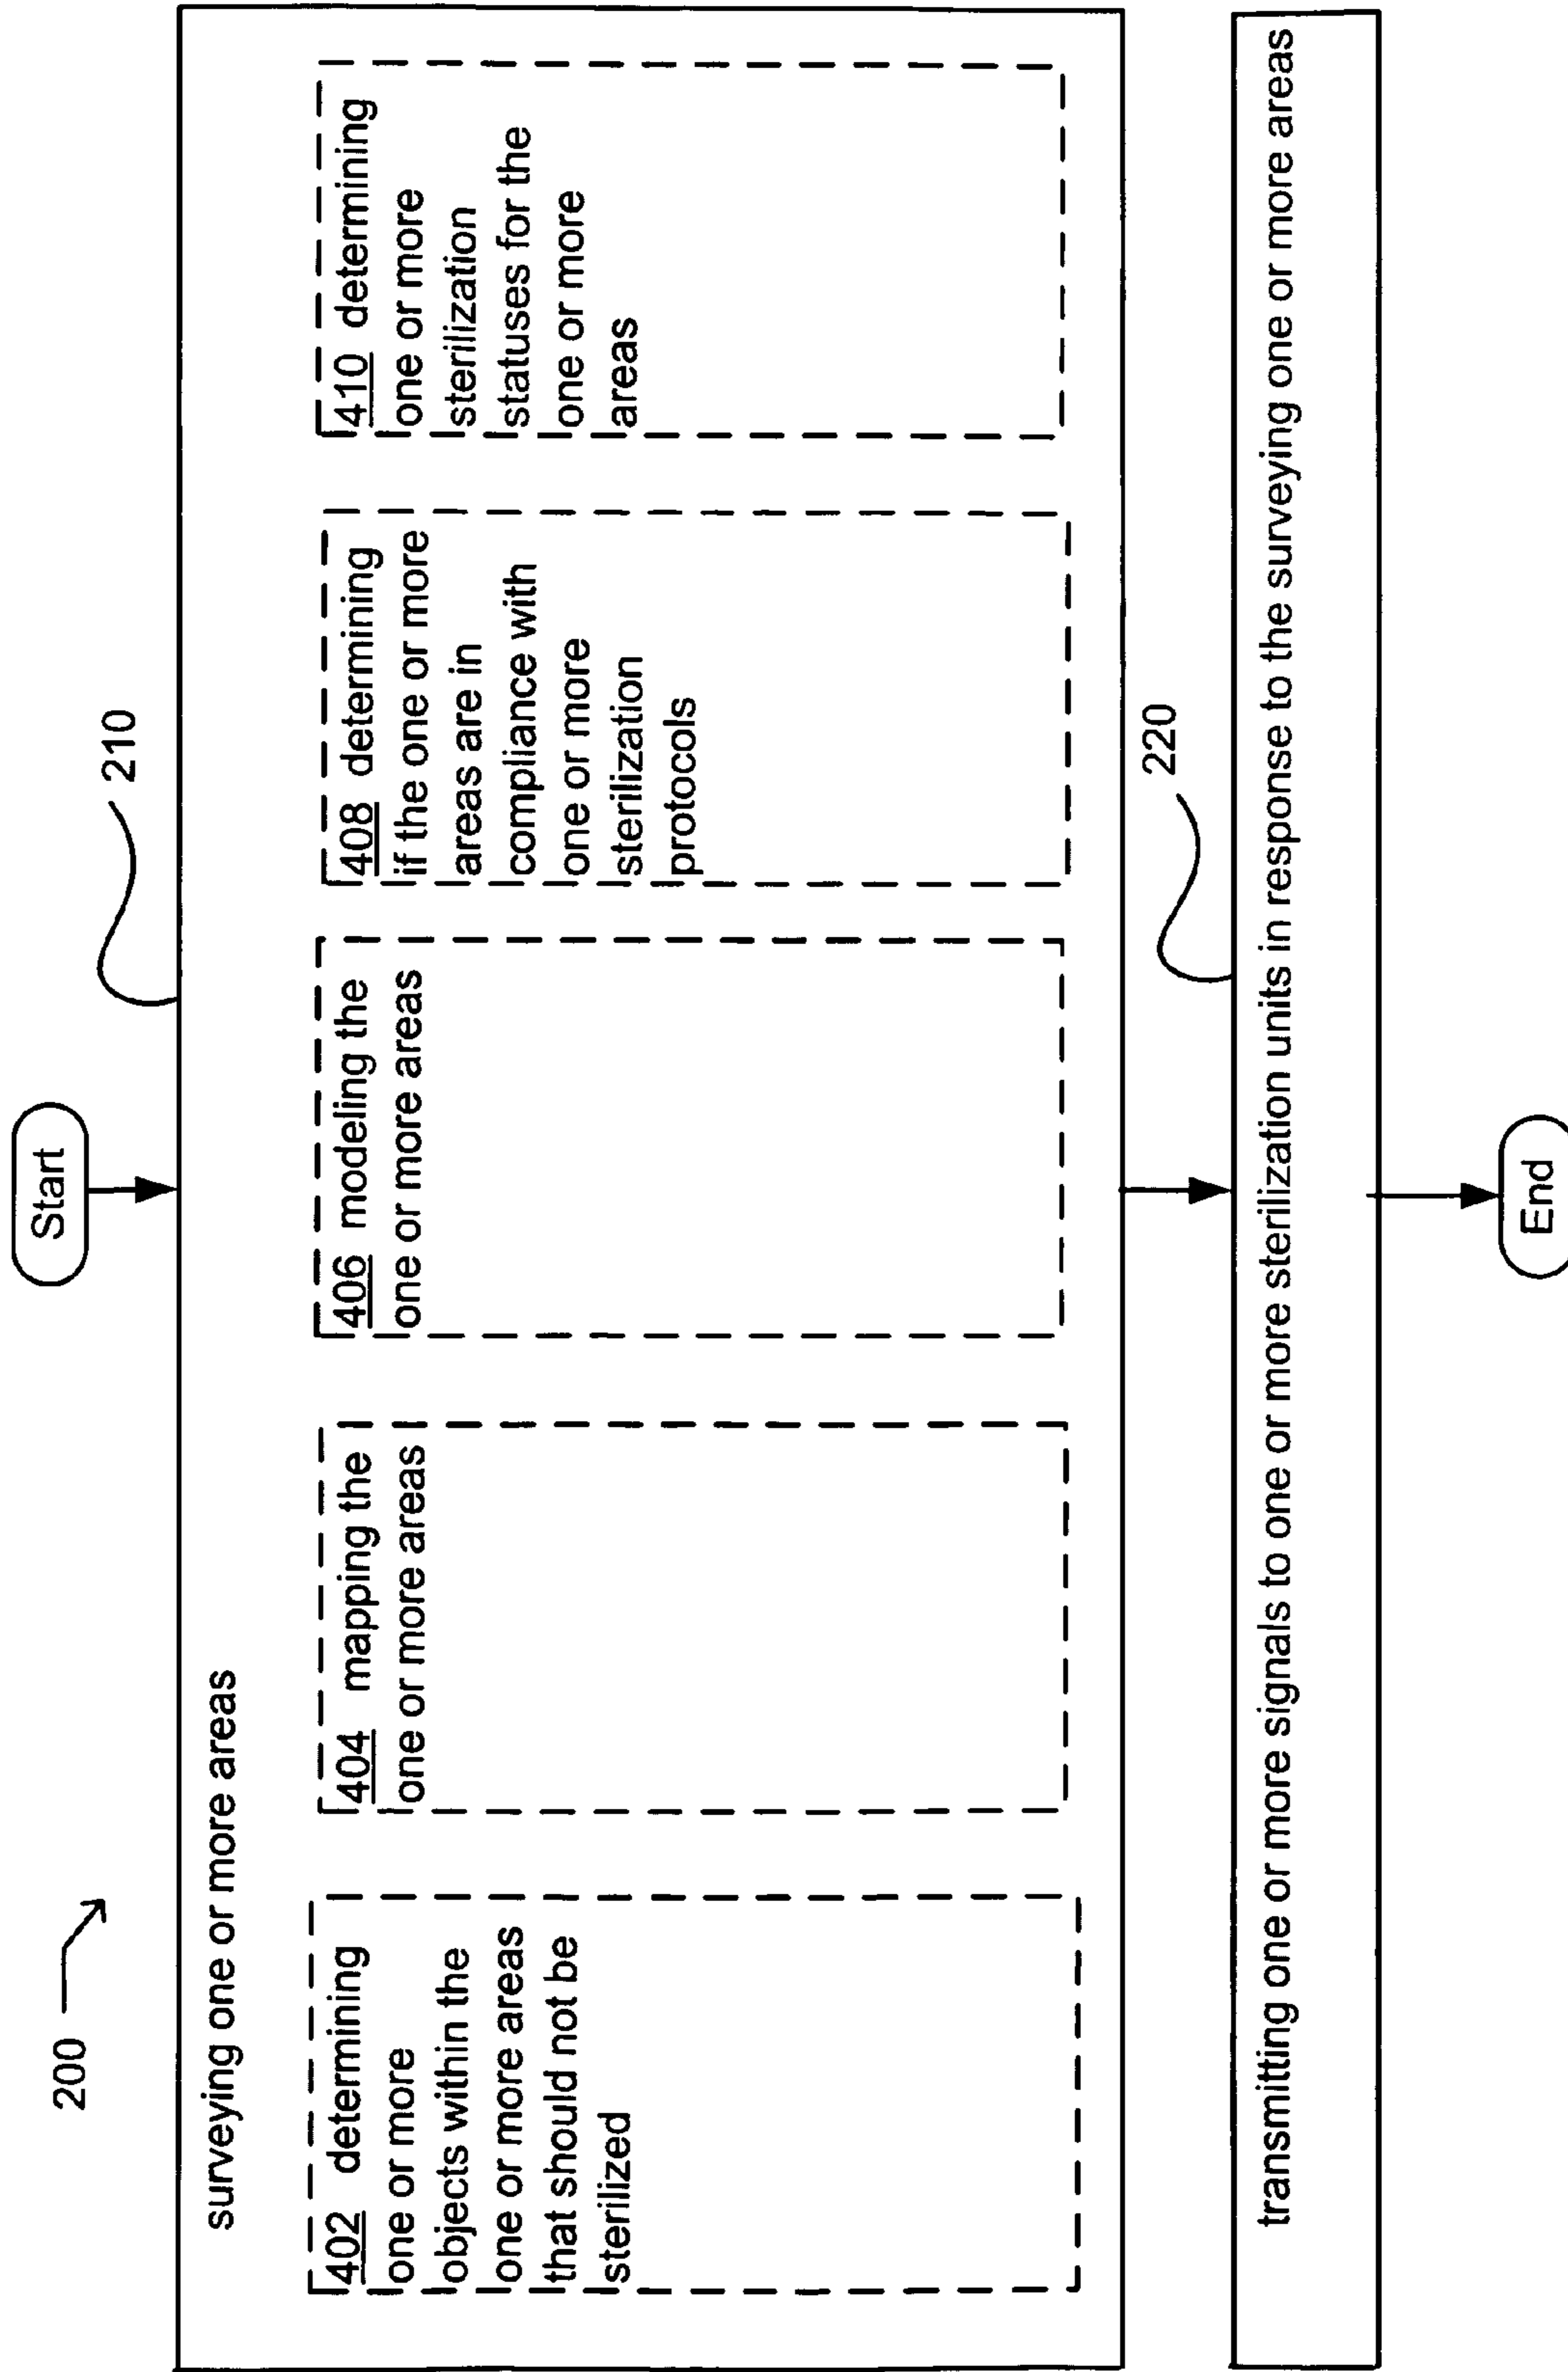 200
Start
210
surveying one or more areas
402 determining
one or more
objects within the
one or more areas
that should not be
sterilized
404 mapping the
one or more areas
406 modeling the
one or more areas
408 determining
if the one or more
areas are in
compliance with
one or more
sterilization
protocols
410 determining
one or more
sterilization
statuses for the
one or more
areas
220
transmitting one or more signals to one or more sterilization units in response to the surveying one or more areas
End